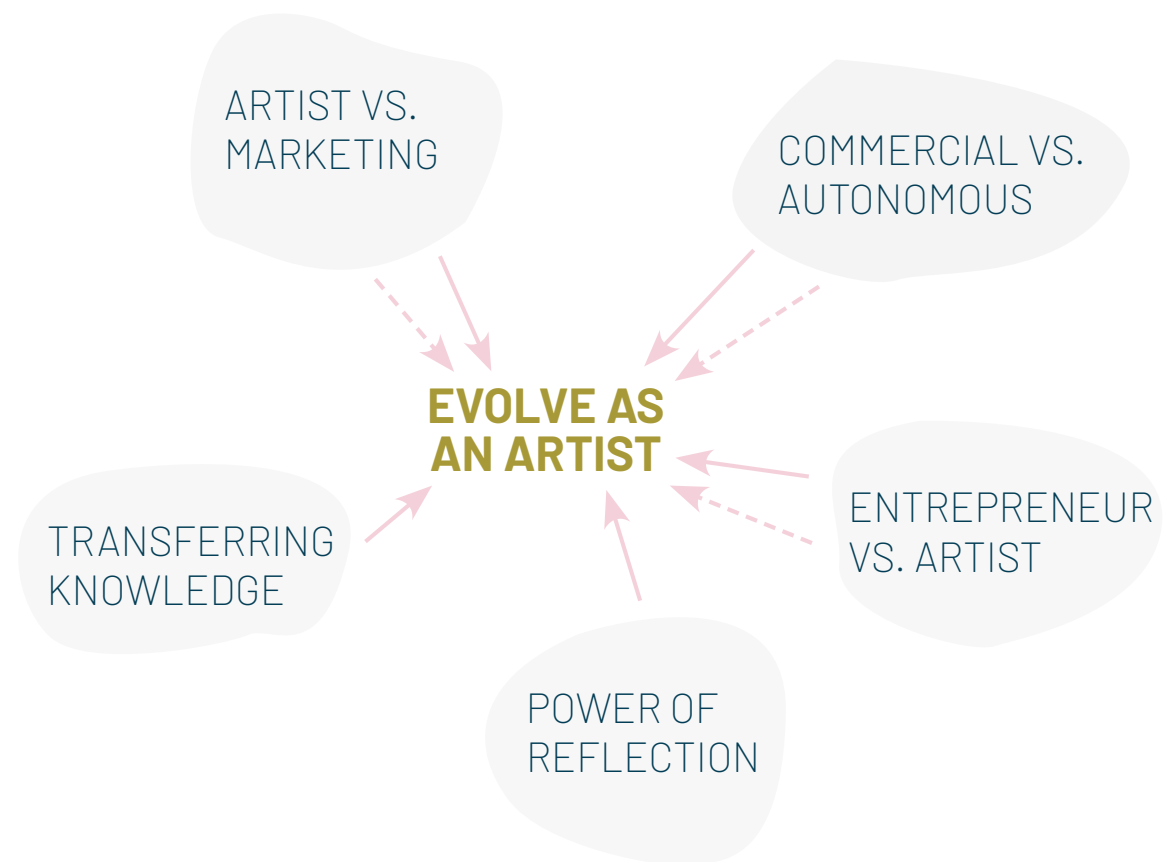 ARTIST VS.
MARKETING
COMMERCIAL VS.
AUTONOMOUS
EVOLVE AS
AN ARTIST
ENTREPRENEUR
VS. ARTIST
TRANSFERRING
KNOWLEDGE
POWER OF
REFLECTION